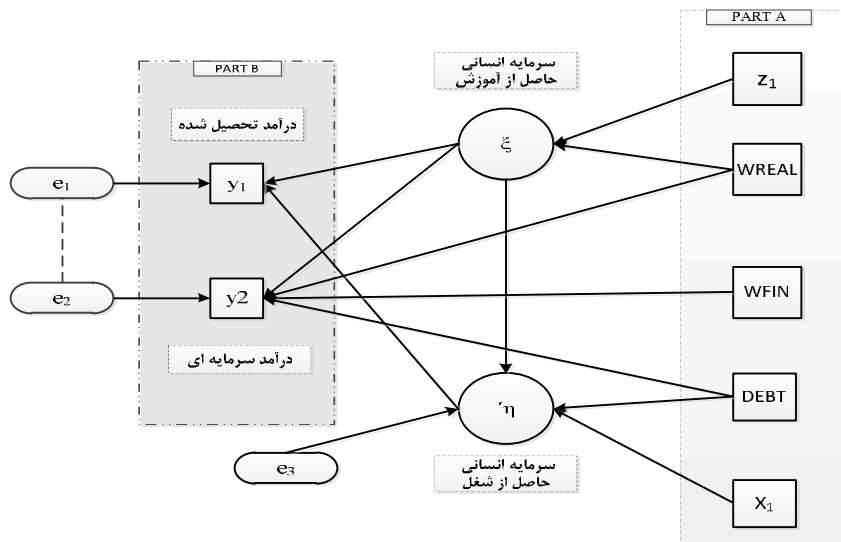 PART A
PART B
سرمایه انسانی
حاصل از آموزش
z₁
درآمد تحصیل شده
ξ
WREAL
e₁
y₁
WFIN
e₂
y2
درآمد سرمایه ای
DEBT
΄η
e₃
سرمایه انسانی
حاصل از شغل
X₁